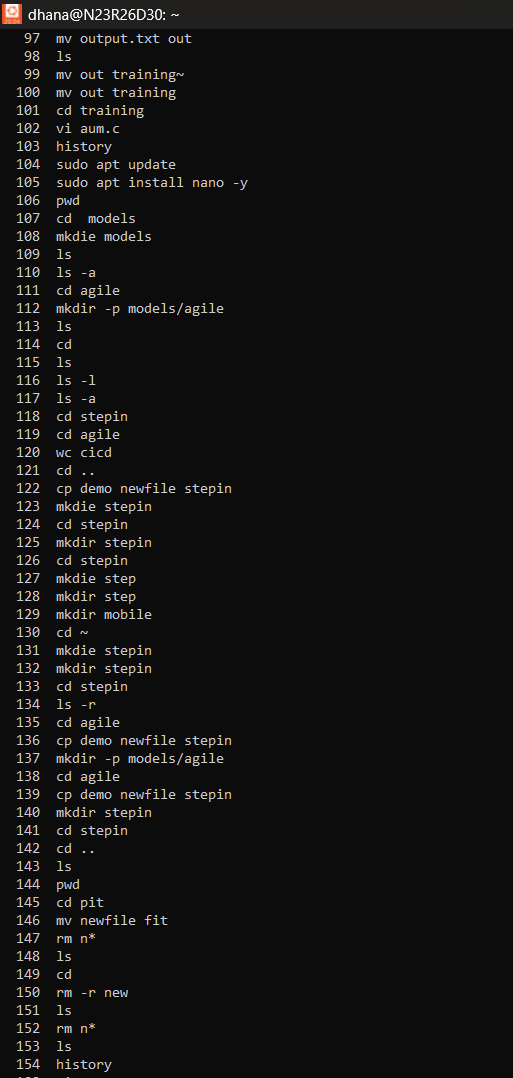 dhana@N23R26D30: ~
97 mv output.txt out
98 ls
99 mv out training~
100 mv out training
101 cd training
102 vi aum.c
103 history
104 sudo apt update
105 sudo apt install nano -y
106 pwd
107 cd  models
108 mkdie models
109 ls
110 ls -a
111 cd agile
112 mkdir -p models/agile
113 ls
114 cd
115 ls
116 ls -l
117 ls -a
118 cd stepin
119 cd agile
120 wc cicd
121 cd ..
122 cp demo newfile stepin
123 mkdie stepin
124 cd stepin
125 mkdir stepin
126 cd stepin
127 mkdie step
128 mkdir step
129 mkdir mobile
130 cd ~
131 mkdie stepin
132 mkdir stepin
133 cd stepin
134 ls -r
135 cd agile
136 cp demo newfile stepin
137 mkdir -p models/agile
138 cd agile
139 cp demo newfile stepin
140 mkdir stepin
141 cd stepin
142 cd ..
143 ls
144 pwd
145 cd pit
146 mv newfile fit
147 rm n*
148 ls
149 cd
150 rm -r new
151 ls
152 rm n*
153 ls
154 history